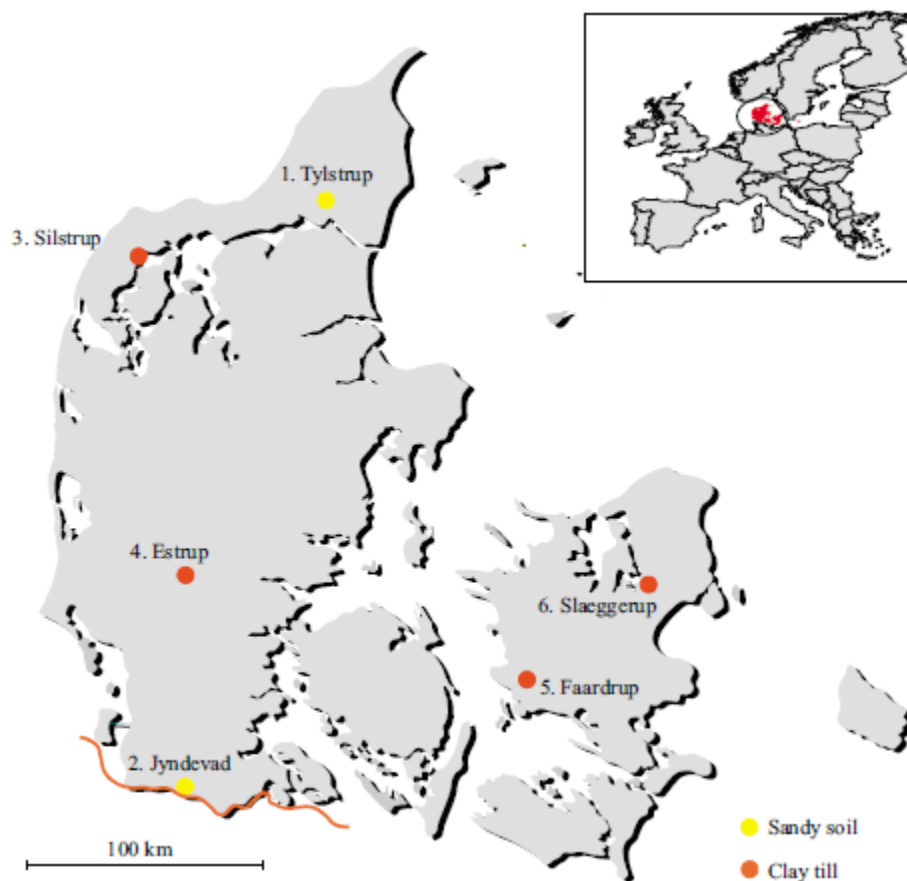 1. Tylstrup
3. Silstrup
4. Estrup
6. Slaeggerup
5. Faardrup
2. Jyndevad
100 km
Sandy soil
Clay till